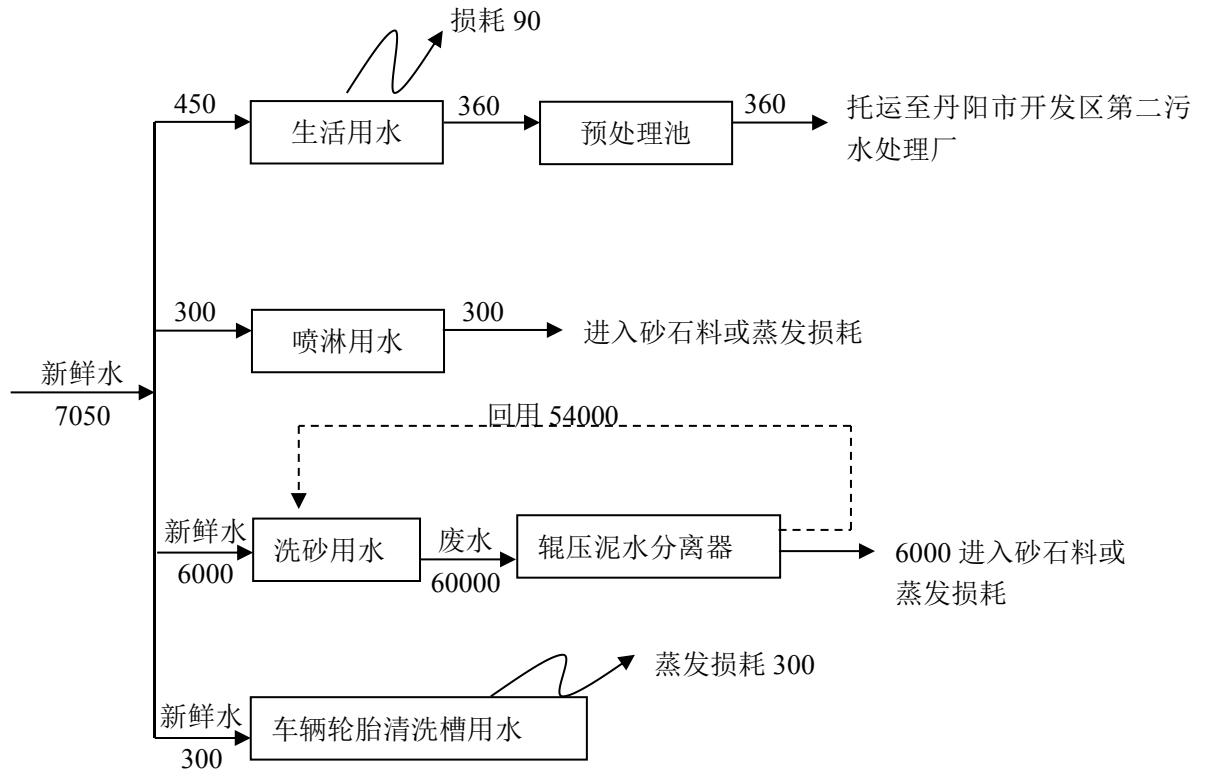 损耗 90
450
生活用水
360
预处理池
360
托运至丹阳市开发区第二污
水处理厂
300
喷淋用水
300
进入砂石料或蒸发损耗
新鲜水
7050
回用 54000
新鲜水
6000
洗砂用水
废水
60000
辊压泥水分离器
6000 进入砂石料或
蒸发损耗
蒸发损耗 300
新鲜水
300
车辆轮胎清洗槽用水